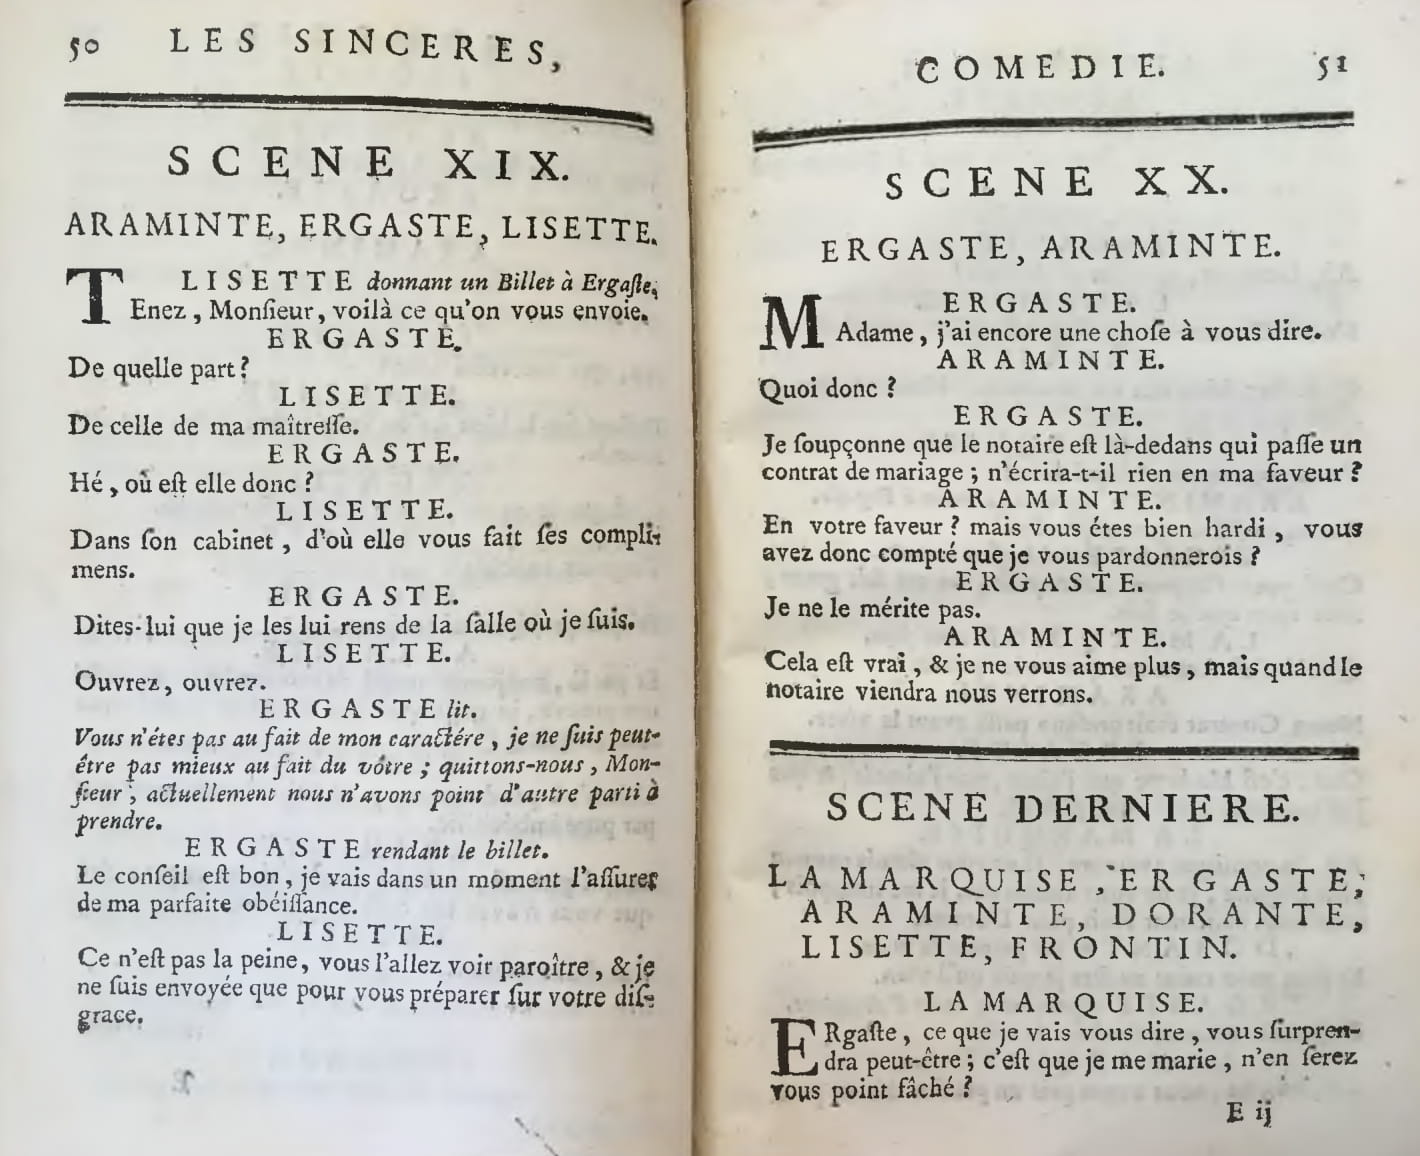 50 LES SINCERES,
SCENE XIX.
ARAMINTE, ERGASTE, LISETTE.
LISETTE donnant un Billet à Ergaſte.
TEnez, Monſieur, voilà ce qu'on vous envoie.
ERGASTE.
De quelle part?
LISETTE.
De celle de ma maîtreſſe.
ERGASTE.
Hé, où eſt elle donc?
LISETTE.
Dans ſon cabinet, d'où elle vous fait ſes compli-
mens.
ERGASTE.
Dites-lui que je les lui rens de la ſalle où je ſuis.
LISETTE.
Ouvrez, ouvrez.
ERGASTE lit.
Vous n'étes pas au fait de mon caractére, je ne ſuis peut-
être pas mieux au fait du vôtre; quittons-nous, Mon-
ſieur, actuellement nous n'avons point d'autre parti à
prendre.
ERGASTE rendant le billet.
Le conſeil eſt bon, je vais dans un moment l'aſſurer
de ma parfaite obéiſſance.
LISETTE.
Ce n'eſt pas la peine, vous l'allez voir paroître, & je
ne ſuis envoyée que pour vous préparer ſur votre diſ-
grace.
COMEDIE. 51
SCENE XX.
ERGASTE, ARAMINTE.
ERGASTE.
MAdame, j'ai encore une choſe à vous dire.
ARAMINTE.
Quoi donc?
ERGASTE.
Je ſoupçonne que le notaire eſt là-dedans qui paſſe un
contrat de mariage; n'écrira-t-il rien en ma faveur?
ARAMINTE.
En votre faveur? mais vous étes bien hardi, vous
avez donc compté que je vous pardonnerois?
ERGASTE.
Je ne le mérite pas.
ARAMINTE.
Cela eſt vrai, & je ne vous aime plus, mais quand le
notaire viendra nous verrons.
SCENE DERNIERE.
LA MARQUISE, ERGASTE,
ARAMINTE, DORANTE,
LISETTE, FRONTIN.
LA MARQUISE.
ERgaſte, ce que je vais vous dire, vous ſurpren-
dra peut-être; c'eſt que je me marie, n'en ſerez
vous point fâché?
E ij